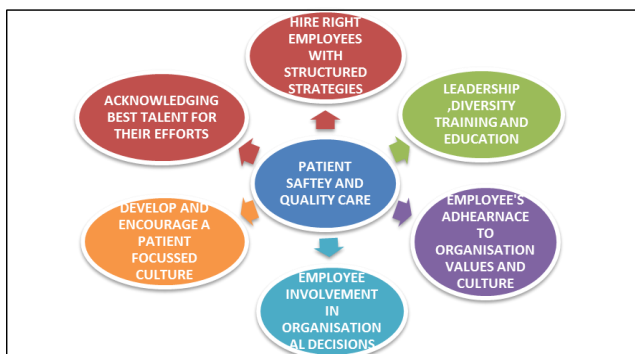 HIRE RIGHT
EMPLOYEES
WITH
STRUCTURED
STRATEGIES
LEADERSHIP
,DIVERSITY
TRAINING AND
EDUCATION
EMPLOYEE'S
ADHEARNACE
TO
ORGANISATION
VALUES AND
CULTURE
EMPLOYEE
INVOLVEMENT
IN
ORGANISATION
AL DECISIONS
DEVELOP AND
ENCOURAGE A
PATIENT
FOCUSSED
CULTURE
ACKNOWLEDGING
BEST TALENT FOR
THEIR EFFORTS
PATIENT
SAFTEY AND
QUALITY CARE